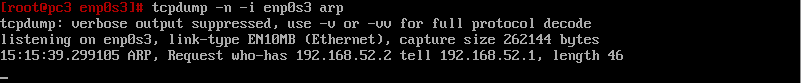 [root@pc3 enp0s3]# tcpdump -n -i enp0s3 arp
tcpdump: verbose output suppressed, use -v or -vv for full protocol decode
listening on enp0s3, link-type EN10MB (Ethernet), capture size 262144 bytes
15:15:39.299105 ARP, Request who-has 192.168.52.2 tell 192.168.52.1, length 46